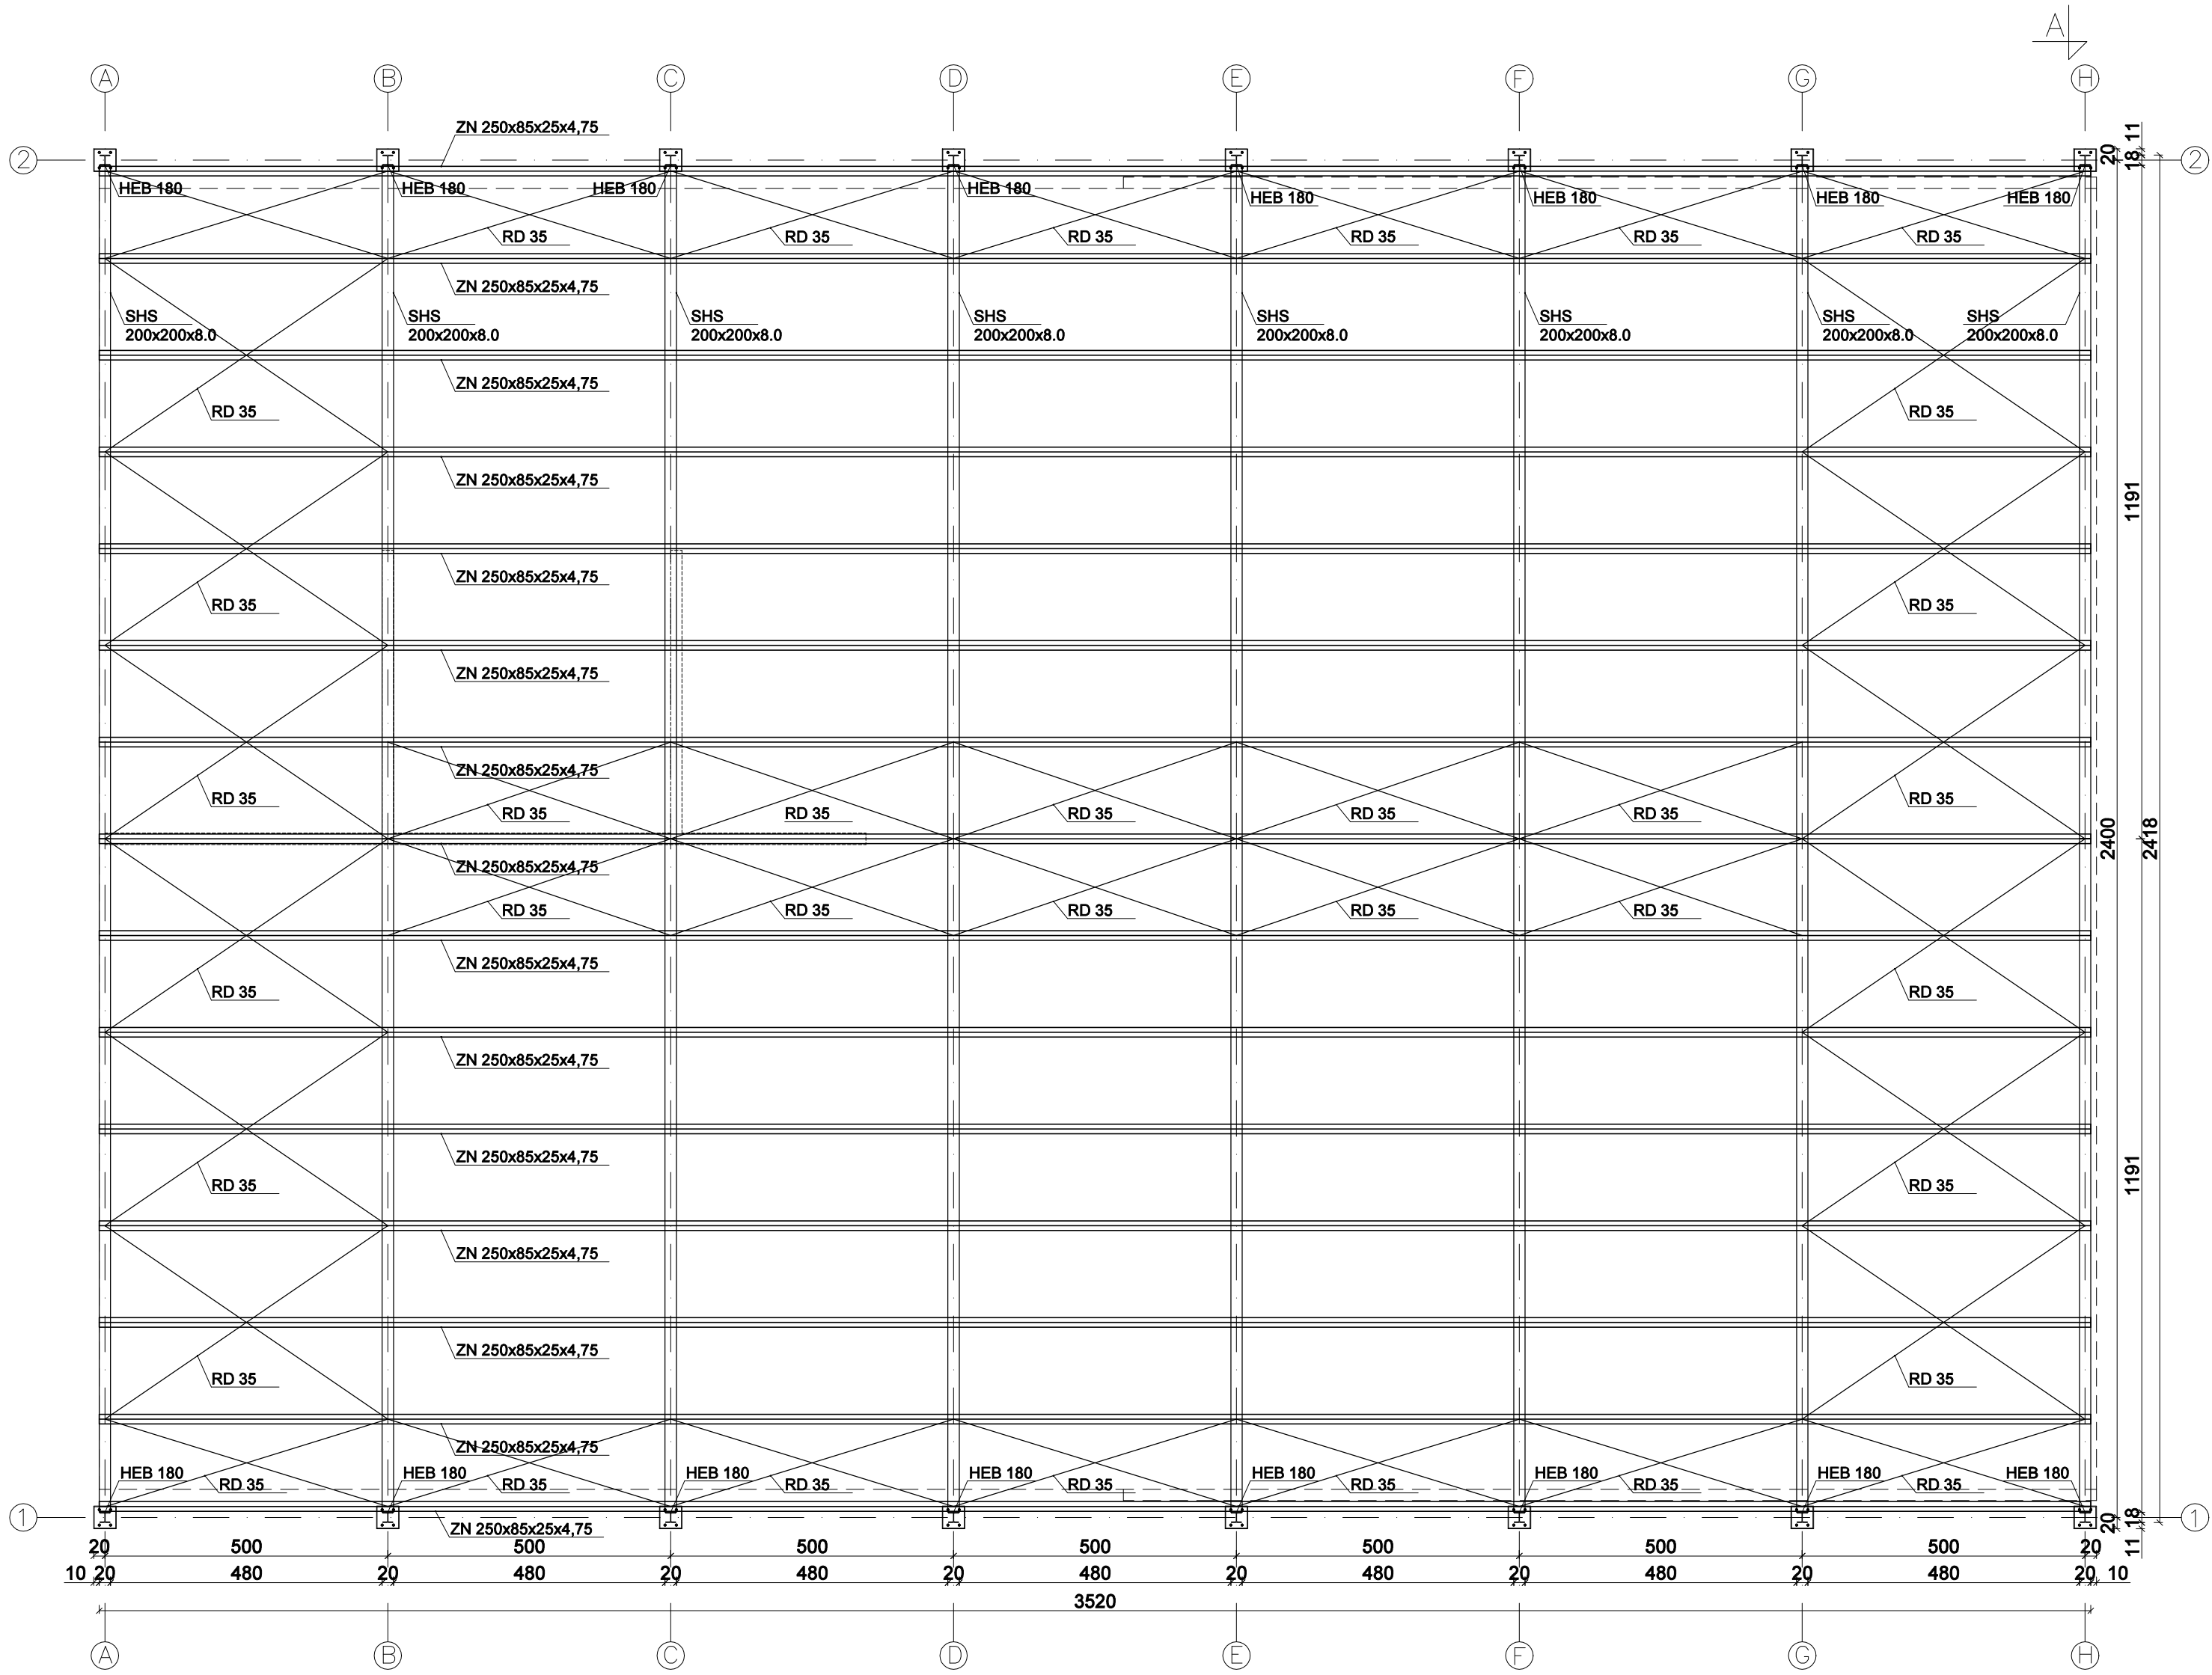 A
A B C D E F G H
ZN 250x85x25x4,75
2 20 18 11 2
HEB 180 HEB 180 HEB 180 HEB 180 HEB 180 HEB 180 HEB 180 HEB 180
RD 35 RD 35 RD 35 RD 35 RD 35 RD 35
ZN 250x85x25x4,75
SHS SHS SHS SHS SHS SHS SHS SHS
200x200x8.0 200x200x8.0 200x200x8.0 200x200x8.0 200x200x8.0 200x200x8.0 200x200x8.0 200x200x8.0
ZN 250x85x25x4,75
RD 35 RD 35
ZN 250x85x25x4,75
1191
ZN 250x85x25x4,75
RD 35 RD 35
ZN 250x85x25x4,75
ZN 250x85x25x4,75
RD 35 RD 35
RD 35 RD 35 RD 35 RD 35 RD 35
2400 2418
ZN 250x85x25x4,75
RD 35 RD 35 RD 35 RD 35 RD 35
ZN 250x85x25x4,75
RD 35 RD 35
ZN 250x85x25x4,75
ZN 250x85x25x4,75
1191
RD 35 RD 35
ZN 250x85x25x4,75
ZN 250x85x25x4,75
RD 35 RD 35
ZN 250x85x25x4,75
HEB 180 HEB 180 HEB 180 HEB 180 HEB 180 HEB 180 HEB 180 HEB 180
RD 35 RD 35 RD 35 RD 35 RD 35 RD 35 RD 35
1 20 18 11 1
ZN 250x85x25x4,75
20 500 500 500 500 500 500 500 20
10 20 480 20 480 20 480 20 480 20 480 20 480 20 480 20 10
3520
A B C D E F G H